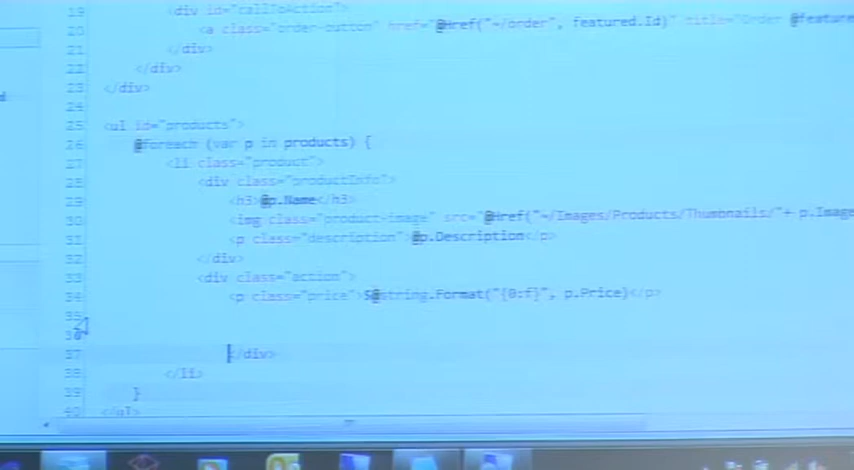 19 <div id="callToAction">
20 <a class="order-button" href="@Href("~/order", featured.Id)" title="Order @feature
21 </div>
22 </div>
23 </div>
25 <ul id="products">
26 @foreach (var p in products) {
27 <li class="product">
28 <div class="productInfo">
29 <h3>@p.Name</h3>
30 <img class="product-image" src="@Href("~/Images/Products/Thumbnails/"+ p.Image
31 <p class="description">@p.Description</p>
32 </div>
33 <div class="action">
34 <p class="price">$@string.Format("{0:f}", p.Price)</p>
35
36
37 </div>
38 </li>
39 }
40 </ul>